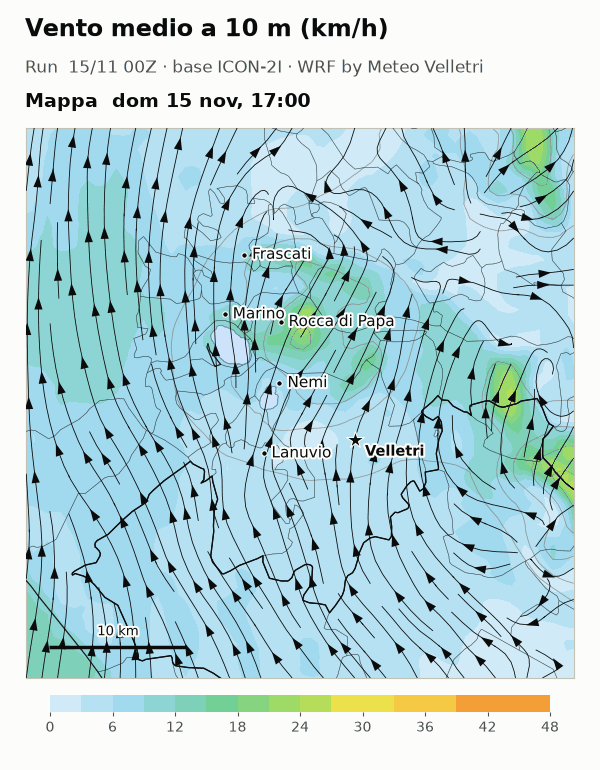 Vento medio a 10 m (km/h)
Run 15/11 00Z · base ICON-2I · WRF by Meteo Velletri
Mappa dom 15 nov, 17:00
Frascati
Marino
Rocca di Papa
Nemi
Velletri
Lanuvio
10 km
0 6 12 18 24 30 36 42 48